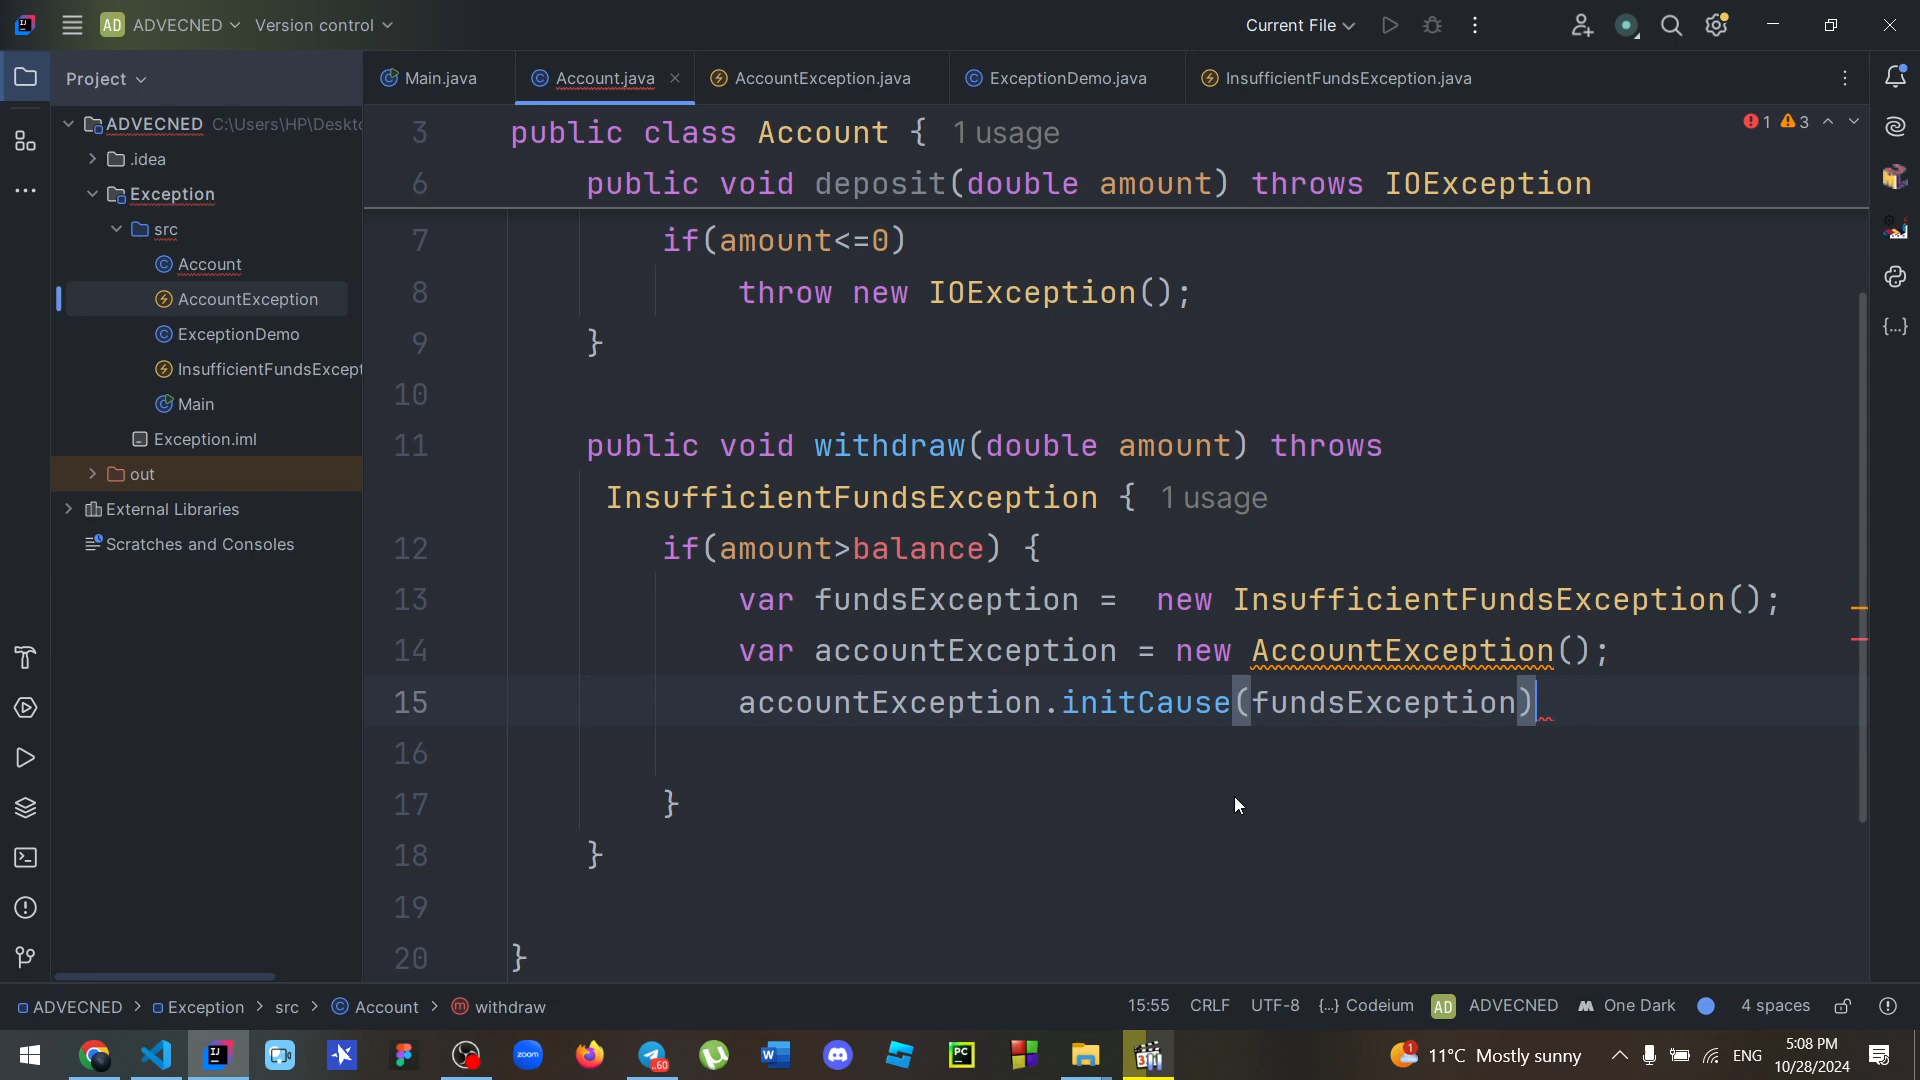 AD ADVECNED Version control Current File
Project
Main.java Account.java AccountException.java ExceptionDemo.java InsufficientFundsException.java
ADVECNED C:\Users\HP\Deskto
.idea
Exception
src
Account
AccountException
ExceptionDemo
InsufficientFundsExcept
Main
Exception.iml
out
External Libraries
Scratches and Consoles
1 3
3 public class Account { 1 usage
6 public void deposit(double amount) throws IOException
7 if(amount<=0)
8 throw new IOException();
9 }
10
11 public void withdraw(double amount) throws
InsufficientFundsException { 1 usage
12 if(amount>balance) {
13 var fundsException = new InsufficientFundsException();
14 var accountException = new AccountException();
15 accountException.initCause(fundsException)
16
17 }
18 }
19
20 }
ADVECNED > Exception > src > Account > withdraw 15:55 CRLF UTF-8 {...} Codeium AD ADVECNED One Dark 4 spaces
11°C Mostly sunny ENG 5:08 PM
10/28/2024